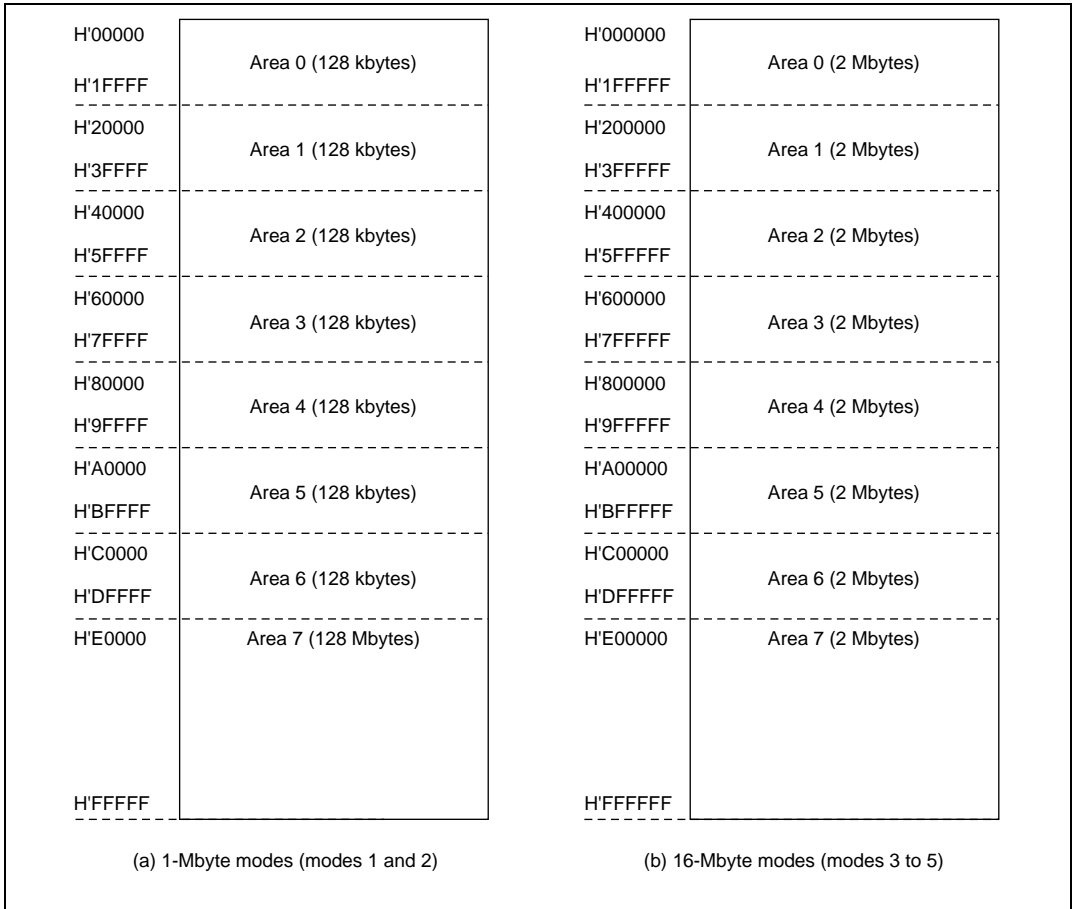 H'00000
Area 0 (128 kbytes)
H'1FFFF
H'20000
Area 1 (128 kbytes)
H'3FFFF
H'40000
Area 2 (128 kbytes)
H'5FFFF
H'60000
Area 3 (128 kbytes)
H'7FFFF
H'80000
Area 4 (128 kbytes)
H'9FFFF
H'A0000
Area 5 (128 kbytes)
H'BFFFF
H'C0000
Area 6 (128 kbytes)
H'DFFFF
H'E0000
Area 7 (128 Mbytes)
H'FFFFF
(a) 1-Mbyte modes (modes 1 and 2)
H'000000
Area 0 (2 Mbytes)
H'1FFFFF
H'200000
Area 1 (2 Mbytes)
H'3FFFFF
H'400000
Area 2 (2 Mbytes)
H'5FFFFF
H'600000
Area 3 (2 Mbytes)
H'7FFFFF
H'800000
Area 4 (2 Mbytes)
H'9FFFFF
H'A00000
Area 5 (2 Mbytes)
H'BFFFFF
H'C00000
Area 6 (2 Mbytes)
H'DFFFFF
H'E00000
Area 7 (2 Mbytes)
H'FFFFFF
(b) 16-Mbyte modes (modes 3 to 5)